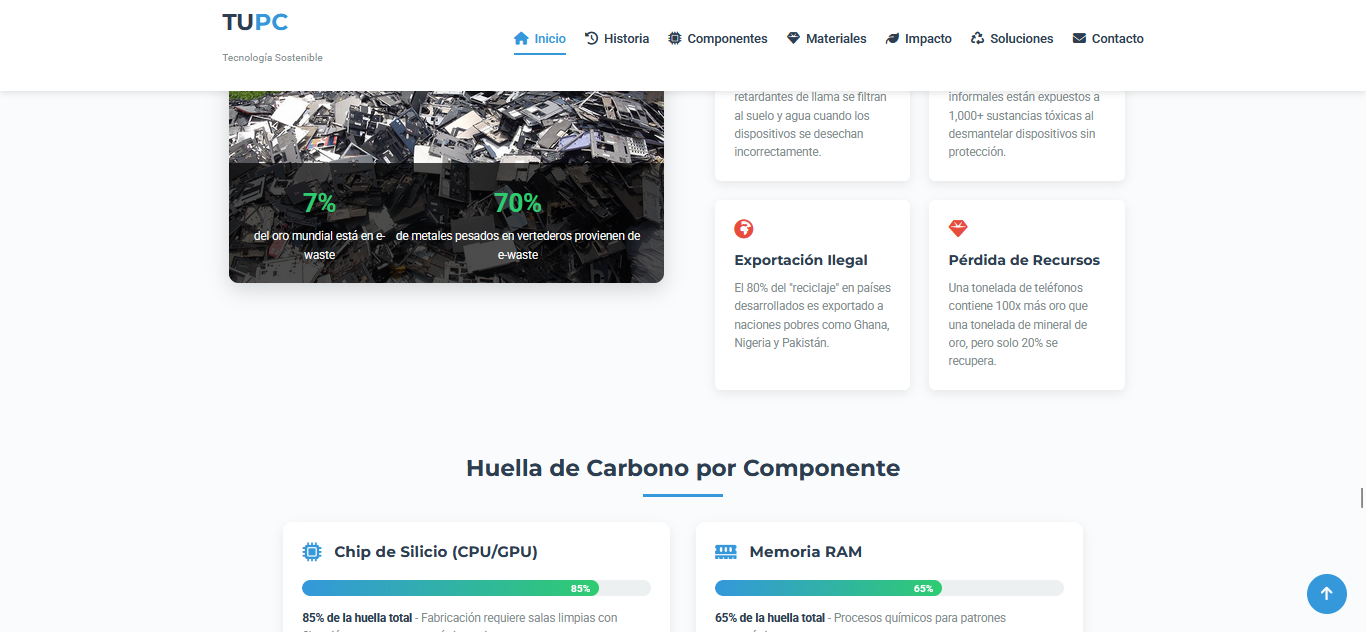 TUPC
Tecnología Sostenible
Inicio
Historia
Componentes
Materiales
Impacto
Soluciones
Contacto
7%
del oro mundial está en e-
waste
70%
de metales pesados en vertederos provienen de
e-waste
retardantes de llama se filtran
al suelo y agua cuando los
dispositivos se desechan
incorrectamente.
informales están expuestos a
1,000+ sustancias tóxicas al
desmantelar dispositivos sin
protección.
Exportación Ilegal
El 80% del "reciclaje" en países
desarrollados es exportado a
naciones pobres como Ghana,
Nigeria y Pakistán.
Pérdida de Recursos
Una tonelada de teléfonos
contiene 100x más oro que
una tonelada de mineral de
oro, pero solo 20% se
recupera.
Huella de Carbono por Componente
Chip de Silicio (CPU/GPU)
85%
85% de la huella total - Fabricación requiere salas limpias con
Memoria RAM
65%
65% de la huella total - Procesos químicos para patrones